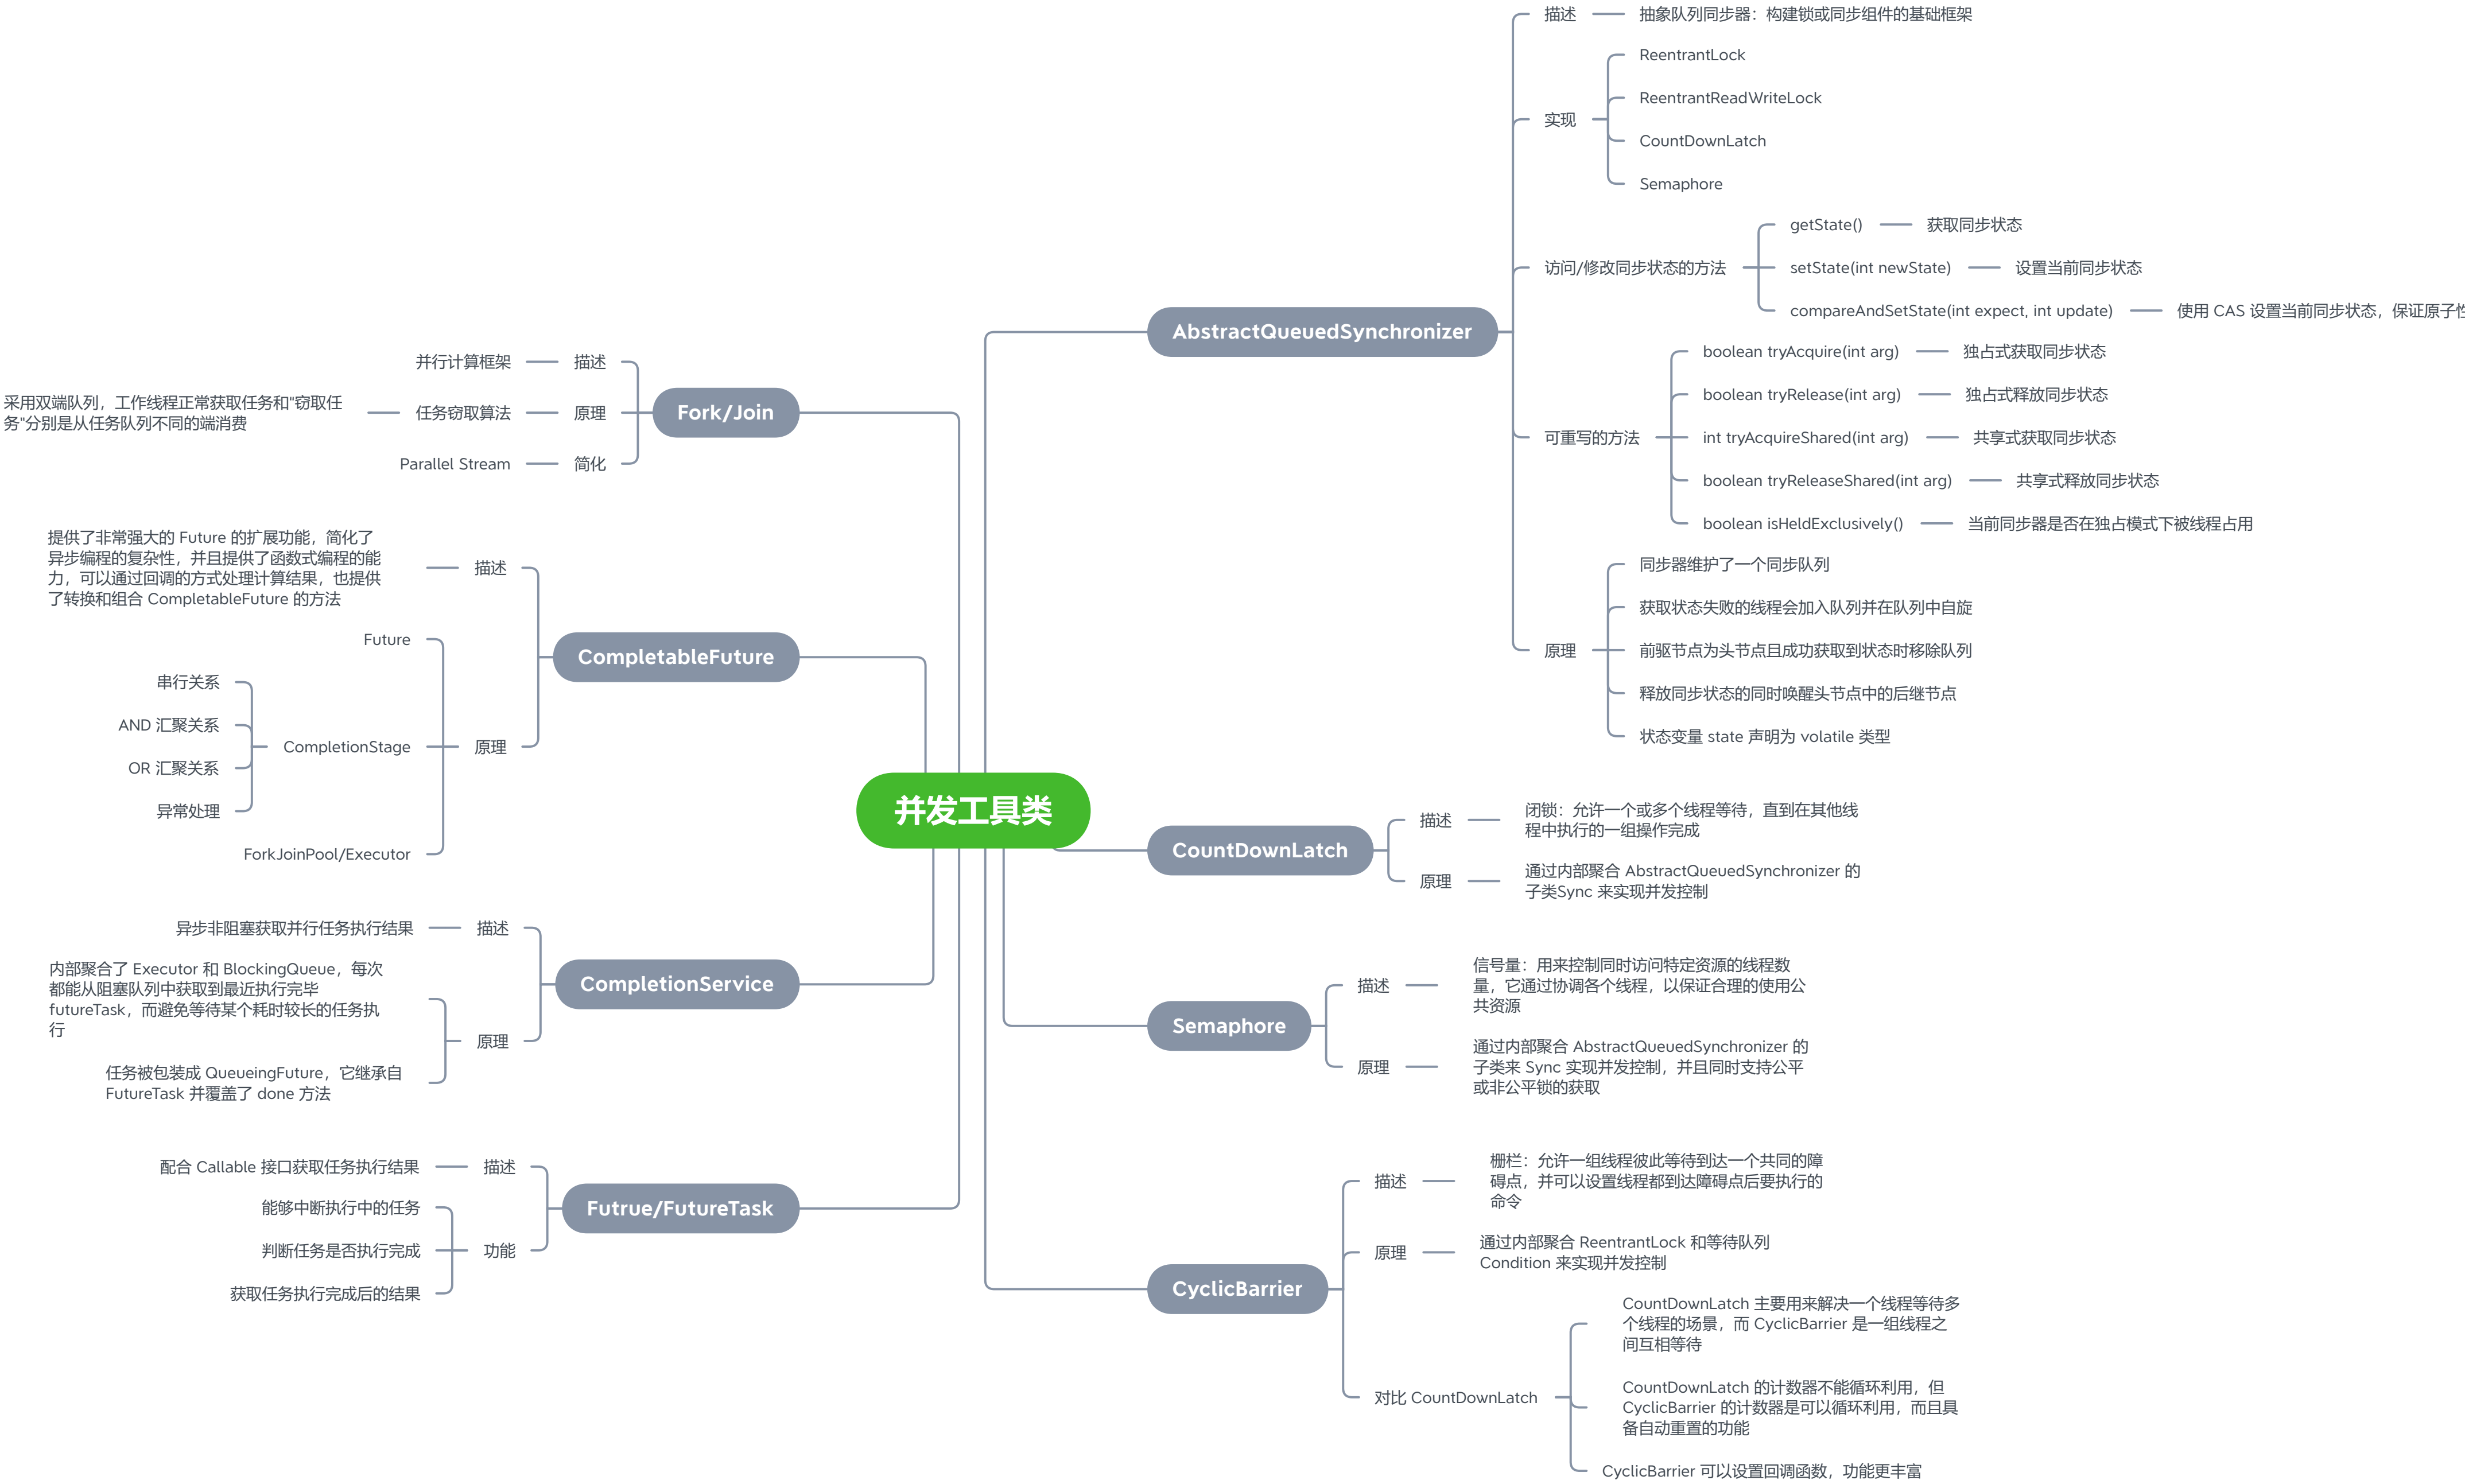 并发工具类
AbstractQueuedSynchronizer
描述
抽象队列同步器：构建锁或同步组件的基础框架
实现
ReentrantLock
ReentrantReadWriteLock
CountDownLatch
Semaphore
访问/修改同步状态的方法
getState()
获取同步状态
setState(int newState)
设置当前同步状态
compareAndSetState(int expect, int update)
使用 CAS 设置当前同步状态，保证原子性
可重写的方法
boolean tryAcquire(int arg)
独占式获取同步状态
boolean tryRelease(int arg)
独占式释放同步状态
int tryAcquireShared(int arg)
共享式获取同步状态
boolean tryReleaseShared(int arg)
共享式释放同步状态
boolean isHeldExclusively()
当前同步器是否在独占模式下被线程占用
原理
同步器维护了一个同步队列
获取状态失败的线程会加入队列并在队列中自旋
前驱节点为头节点且成功获取到状态时移除队列
释放同步状态的同时唤醒头节点中的后继节点
状态变量 state 声明为 volatile 类型
CountDownLatch
描述
闭锁：允许一个或多个线程等待，直到在其他线
程中执行的一组操作完成
原理
通过内部聚合 AbstractQueuedSynchronizer 的
子类Sync 来实现并发控制
Semaphore
描述
信号量：用来控制同时访问特定资源的线程数
量，它通过协调各个线程，以保证合理的使用公
共资源
原理
通过内部聚合 AbstractQueuedSynchronizer 的
子类来 Sync 实现并发控制，并且同时支持公平
或非公平锁的获取
CyclicBarrier
描述
栅栏：允许一组线程彼此等待到达一个共同的障
碍点，并可以设置线程都到达障碍点后要执行的
命令
原理
通过内部聚合 ReentrantLock 和等待队列
Condition 来实现并发控制
对比 CountDownLatch
CountDownLatch 主要用来解决一个线程等待多
个线程的场景，而 CyclicBarrier 是一组线程之
间互相等待
CountDownLatch 的计数器不能循环利用，但
CyclicBarrier 的计数器是可以循环利用，而且具
备自动重置的功能
CyclicBarrier 可以设置回调函数，功能更丰富
Fork/Join
描述
并行计算框架
原理
任务窃取算法
采用双端队列，工作线程正常获取任务和"窃取任
务"分别是从任务队列不同的端消费
简化
Parallel Stream
CompletableFuture
描述
提供了非常强大的 Future 的扩展功能，简化了
异步编程的复杂性，并且提供了函数式编程的能
力，可以通过回调的方式处理计算结果，也提供
了转换和组合 CompletableFuture 的方法
原理
Future
CompletionStage
串行关系
AND 汇聚关系
OR 汇聚关系
异常处理
ForkJoinPool/Executor
CompletionService
描述
异步非阻塞获取并行任务执行结果
原理
内部聚合了 Executor 和 BlockingQueue，每次
都能从阻塞队列中获取到最近执行完毕
futureTask，而避免等待某个耗时较长的任务执
行
任务被包装成 QueueingFuture，它继承自
FutureTask 并覆盖了 done 方法
Futrue/FutureTask
描述
配合 Callable 接口获取任务执行结果
功能
能够中断执行中的任务
判断任务是否执行完成
获取任务执行完成后的结果